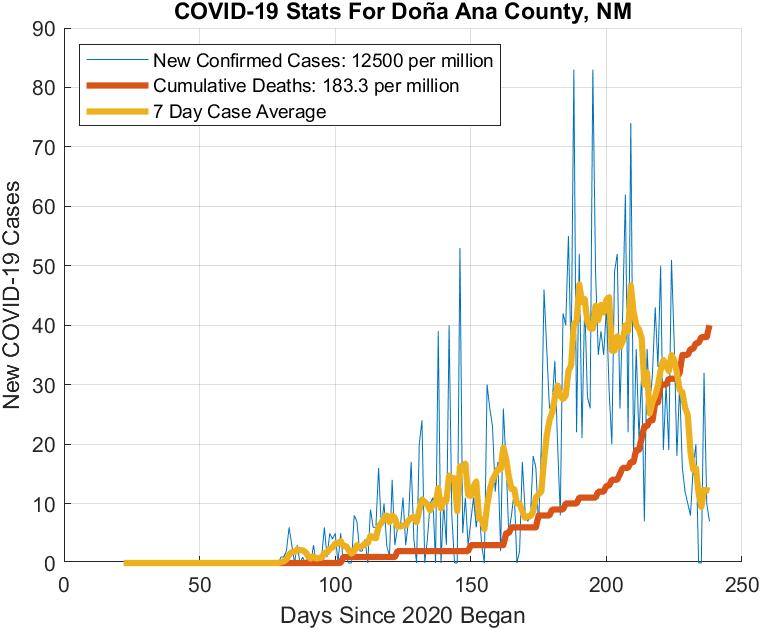 COVID-19 Stats For Doña Ana County, NM
New Confirmed Cases: 12500 per million
Cumulative Deaths: 183.3 per million
7 Day Case Average
90
80
70
60
50
40
30
20
10
0
New COVID-19 Cases
0 50 100 150 200 250
Days Since 2020 Began